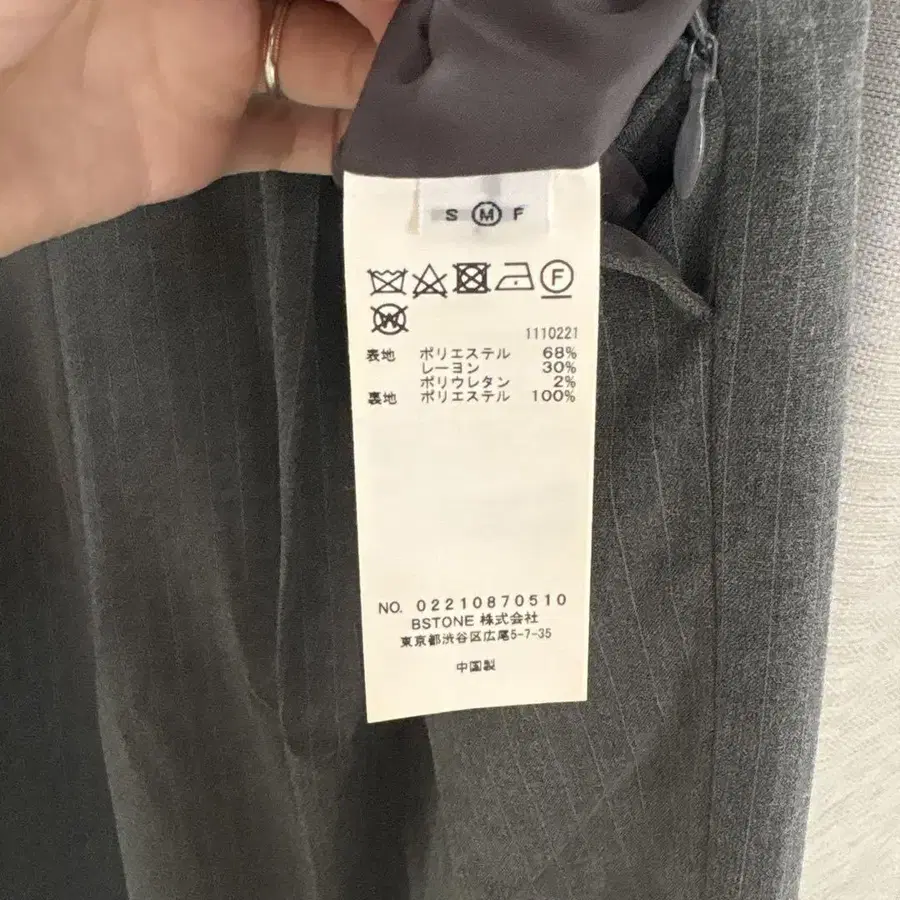 S M F
F
W
1110221
表地 ポリエステル 68%
レーヨン 30%
ポリウレタン 2%
裏地 ポリエステル 100%
NO. 02210870510
BSTONE 株式会社
東京都渋谷区広尾5-7-35
中国製